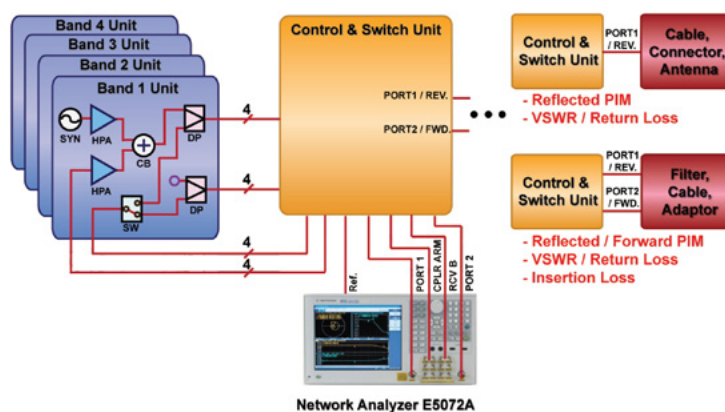 Band 4 Unit
Band 3 Unit
Band 2 Unit
Band 1 Unit
SYN
HPA
HPA
CB
DP
DP
SW
4
4
4
4
Control & Switch Unit
PORT1 / REV.
PORT2 / FWD.
Ref.
PORT 1
CPLR ARM
RCV B
PORT 2
Network Analyzer E5072A
Control &
Switch Unit
PORT1
/ REV.
Cable,
Connector,
Antenna
- Reflected PIM
- VSWR / Return Loss
Control &
Switch Unit
PORT1
/ REV.
PORT2
/ FWD.
Filter,
Cable,
Adaptor
- Reflected / Forward PIM
- VSWR / Return Loss
- Insertion Loss